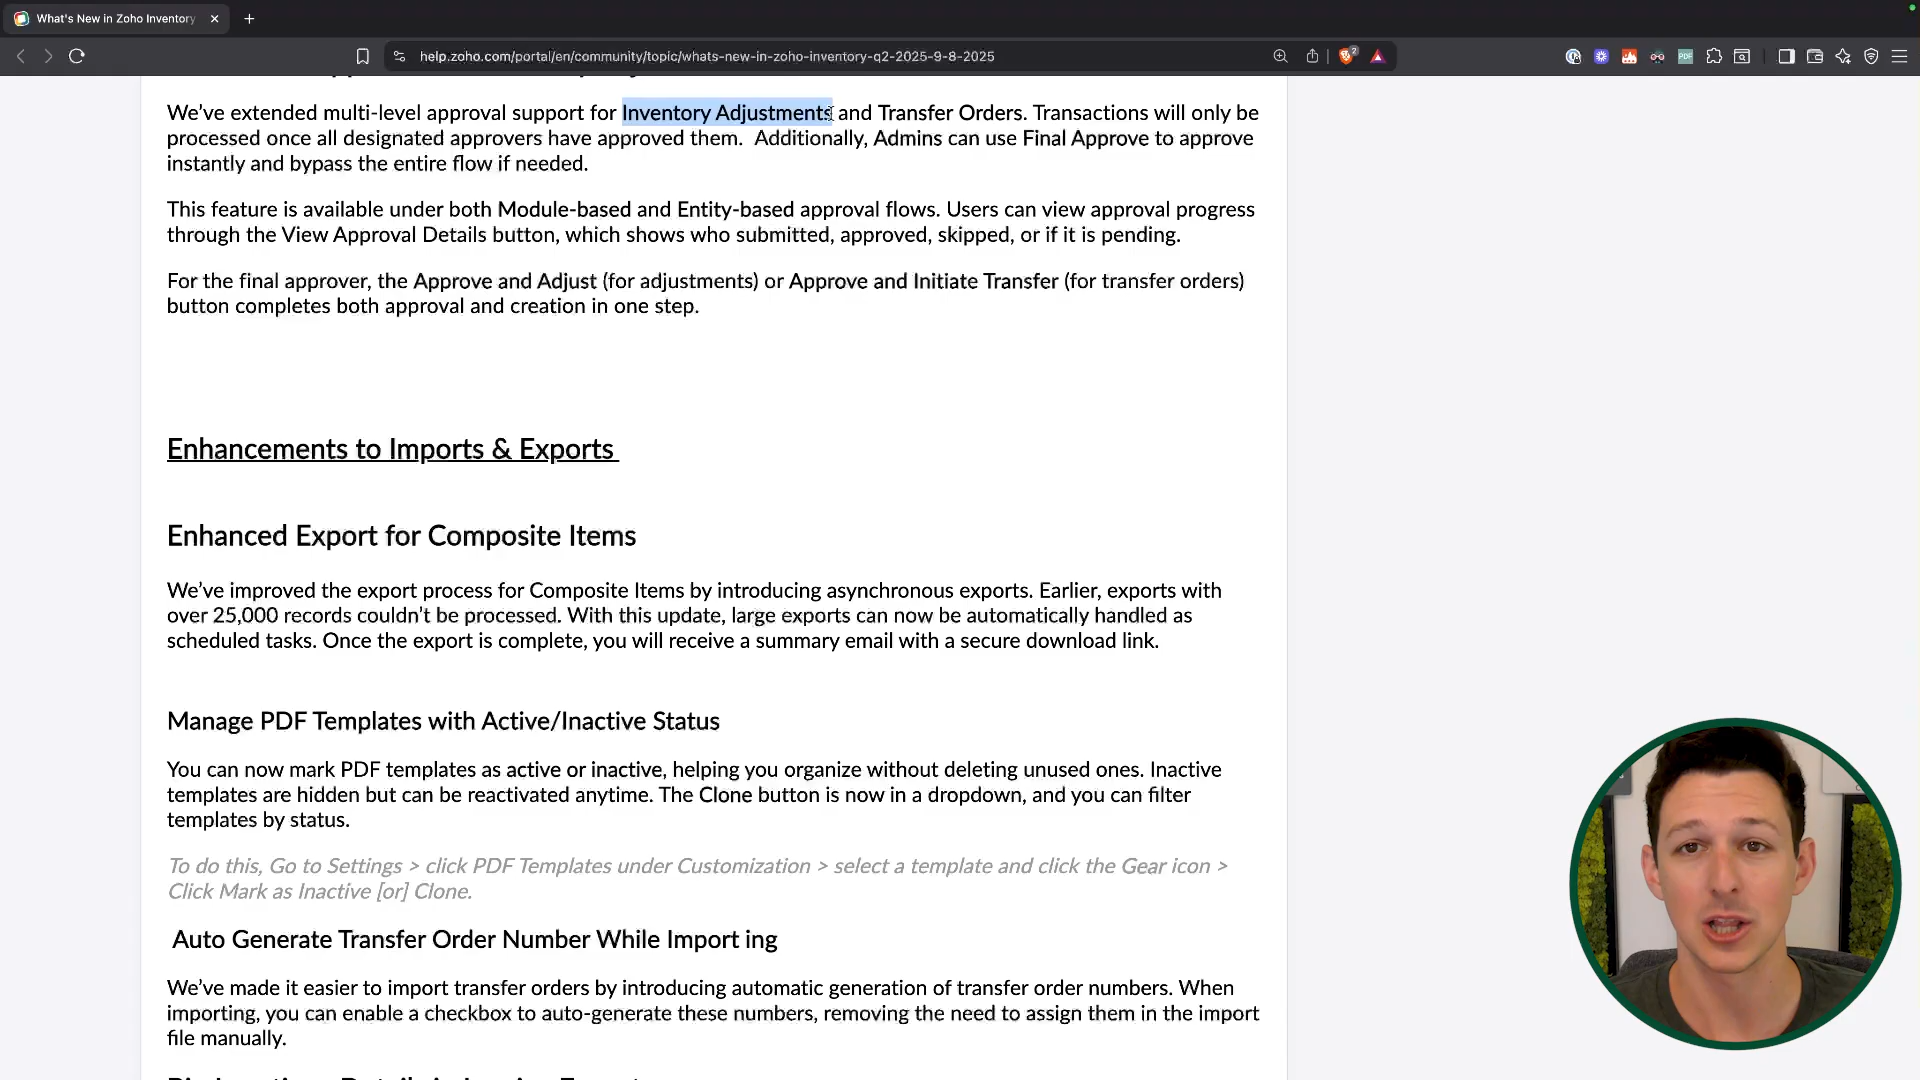 What's New in Zoho Inventory
help.zoho.com/portal/en/community/topic/whats-new-in-zoho-inventory-q2-2025-9-8-2025
2
PDF
We've extended multi-level approval support for Inventory Adjustments and Transfer Orders. Transactions will only be
processed once all designated approvers have approved them. Additionally, Admins can use Final Approve to approve
instantly and bypass the entire flow if needed.
This feature is available under both Module-based and Entity-based approval flows. Users can view approval progress
through the View Approval Details button, which shows who submitted, approved, skipped, or if it is pending.
For the final approver, the Approve and Adjust (for adjustments) or Approve and Initiate Transfer (for transfer orders)
button completes both approval and creation in one step.
Enhancements to Imports & Exports
Enhanced Export for Composite Items
We've improved the export process for Composite Items by introducing asynchronous exports. Earlier, exports with
over 25,000 records couldn't be processed. With this update, large exports can now be automatically handled as
scheduled tasks. Once the export is complete, you will receive a summary email with a secure download link.
Manage PDF Templates with Active/Inactive Status
You can now mark PDF templates as active or inactive, helping you organize without deleting unused ones. Inactive
templates are hidden but can be reactivated anytime. The Clone button is now in a dropdown, and you can filter
templates by status.
To do this, Go to Settings > click PDF Templates under Customization > select a template and click the Gear icon >
Click Mark as Inactive [or] Clone.
Auto Generate Transfer Order Number While Import ing
We've made it easier to import transfer orders by introducing automatic generation of transfer order numbers. When
importing, you can enable a checkbox to auto-generate these numbers, removing the need to assign them in the import
file manually.